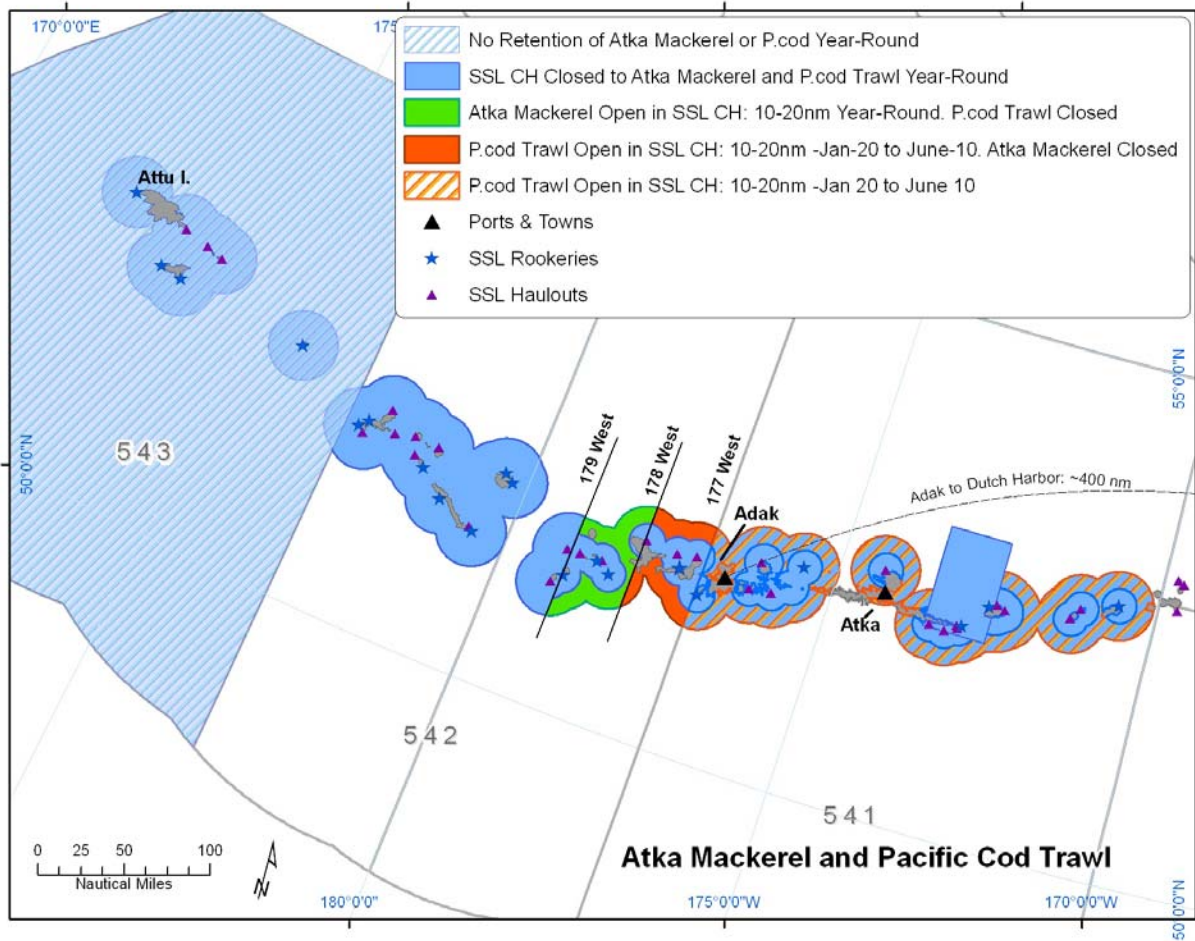 170°0'0"E
175
No Retention of Atka Mackerel or P.cod Year-Round
SSL CH Closed to Atka Mackerel and P.cod Trawl Year-Round
Atka Mackerel Open in SSL CH: 10-20nm Year-Round. P.cod Trawl Closed
P.cod Trawl Open in SSL CH: 10-20nm -Jan-20 to June-10. Atka Mackerel Closed
P.cod Trawl Open in SSL CH: 10-20nm -Jan 20 to June 10
Ports & Towns
SSL Rookeries
SSL Haulouts
Attu I.
55°0'0"N
50°0'0"N
543
179 West
178 West
177 West
Adak to Dutch Harbor: ~400 nm
Adak
Atka
542
541
Atka Mackerel and Pacific Cod Trawl
0 25 50 100
Nautical Miles
N
180°0'0"
175°0'0"W
170°0'0"W
50°0'0"N